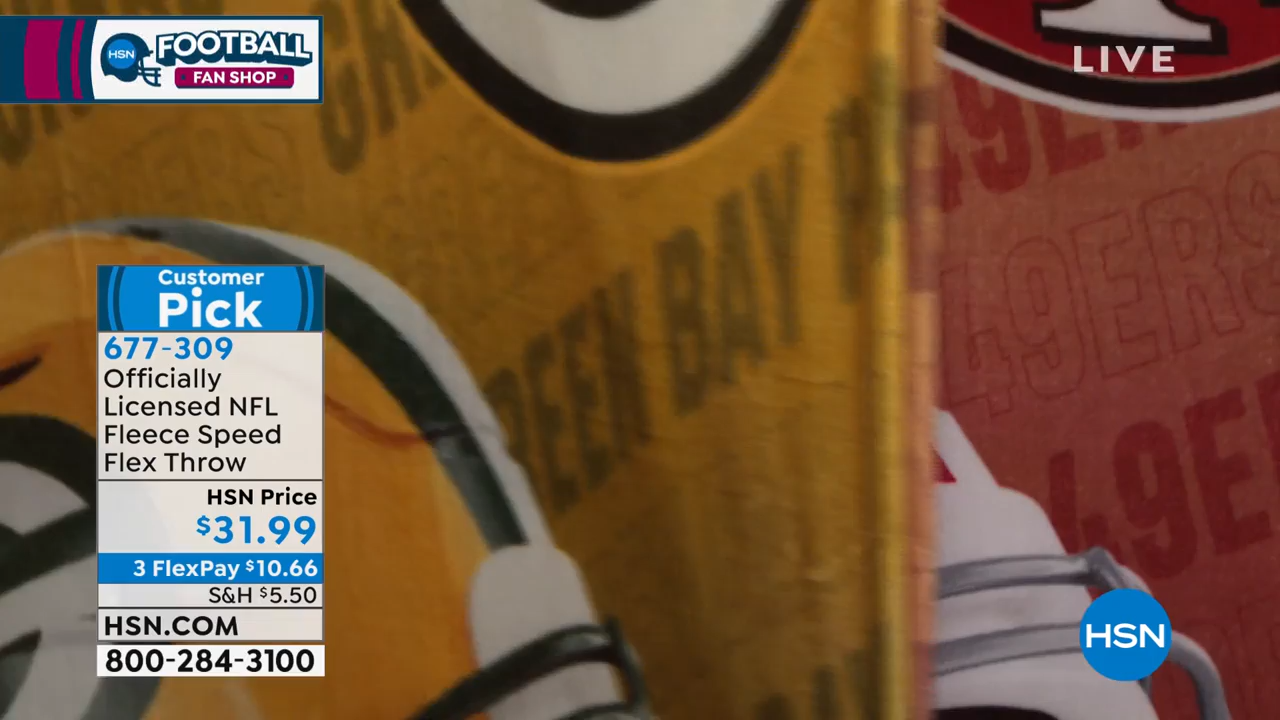 HSN
FOOTBALL
FAN SHOP
LIVE
Customer
Pick
677-309
Officially
Licensed NFL
Fleece Speed
Flex Throw
HSN Price
$31.99
3 FlexPay $10.66
S&H $5.50
HSN.COM
800-284-3100
GREEN BAY
49ERS
HSN